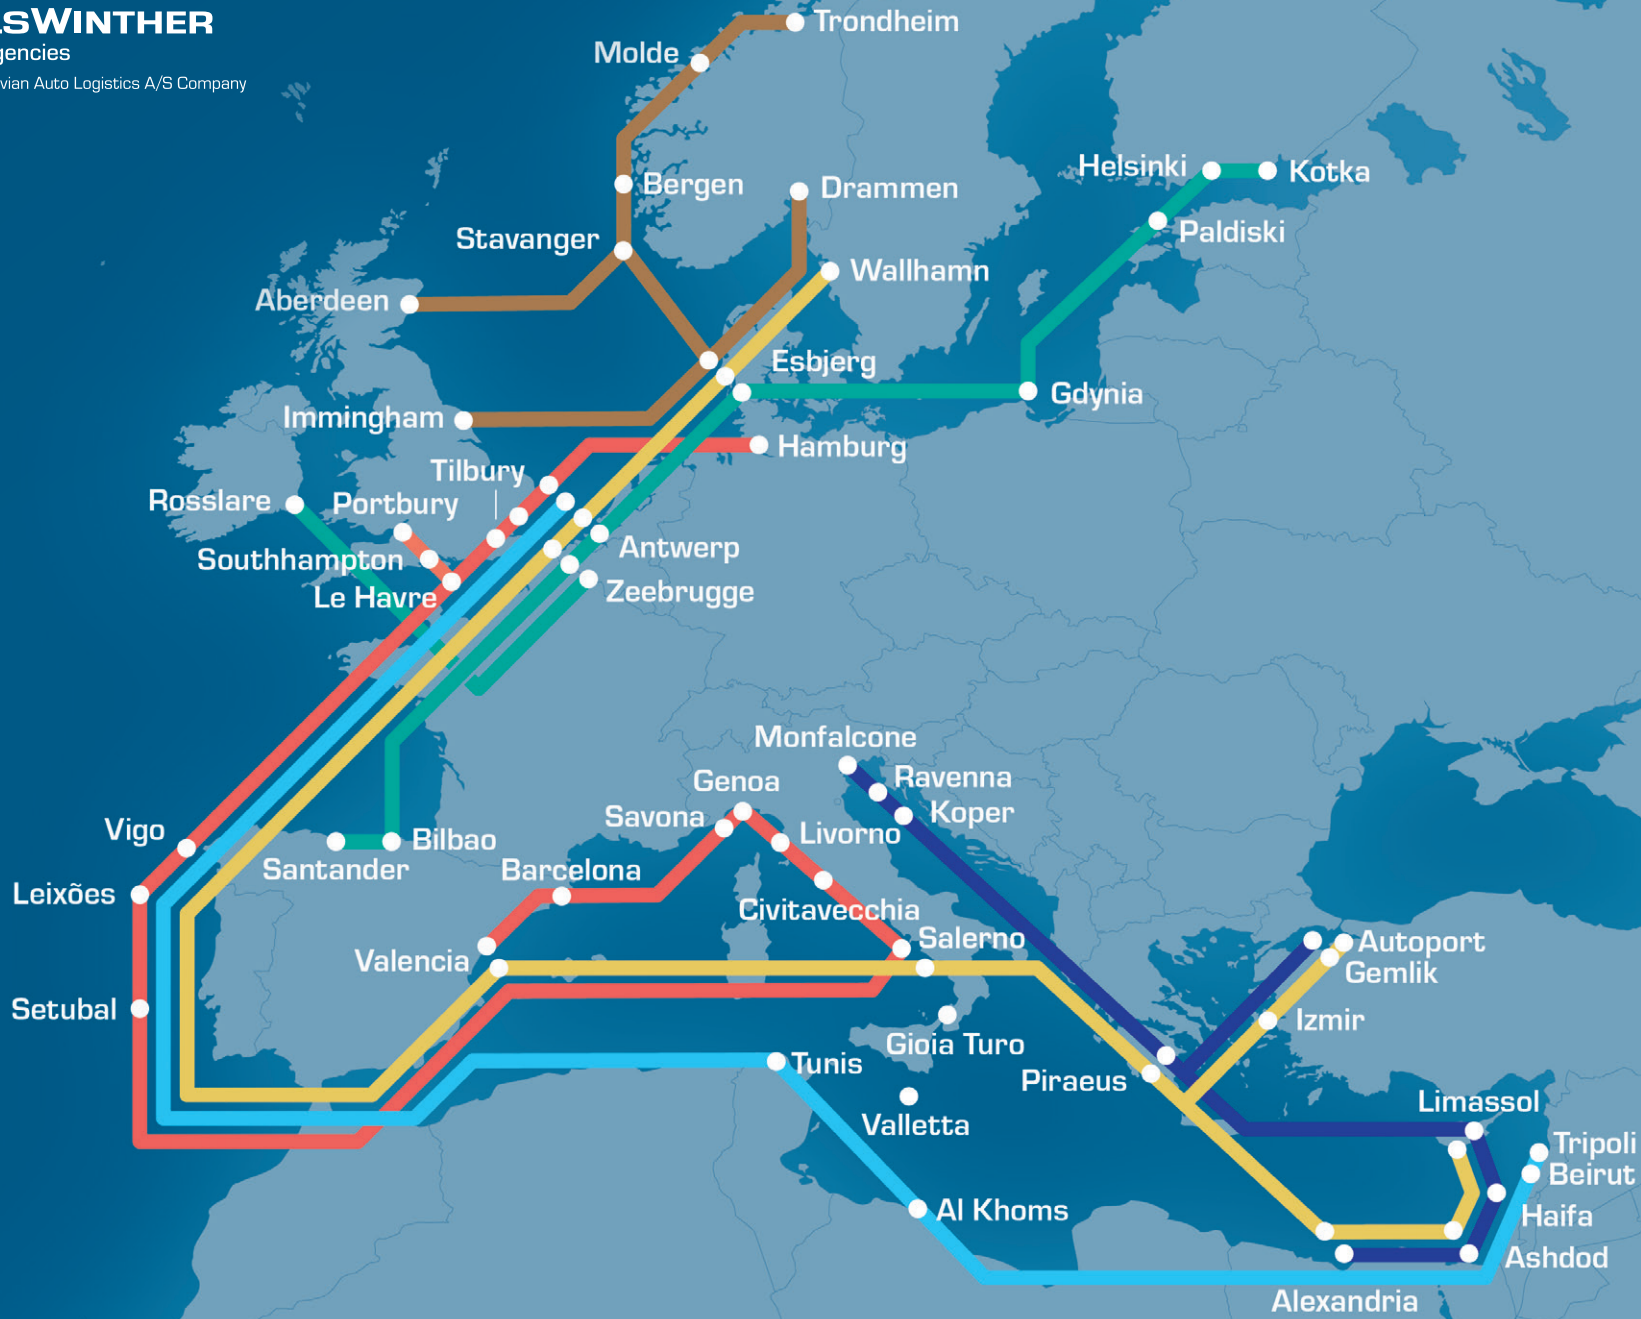 SWINTHER
gencies
vian Auto Logistics A/S Company
Trondheim
Molde
Helsinki
Kotka
Bergen
Drammen
Paldiski
Stavanger
Wallhamn
Aberdeen
Esbjerg
Gdynia
Immingham
Hamburg
Tilbury
Rosslare
Portbury
Southhampton
Antwerp
Le Havre
Zeebrugge
Monfalcone
Ravenna
Genoa
Koper
Savona
Vigo
Livorno
Bilbao
Santander
Barcelona
Leixões
Civitavecchia
Salerno
Autoport
Valencia
Gemlik
Setubal
Izmir
Gioia Turo
Tunis
Piraeus
Limassol
Valletta
Tripoli
Beirut
Al Khoms
Haifa
Ashdod
Alexandria